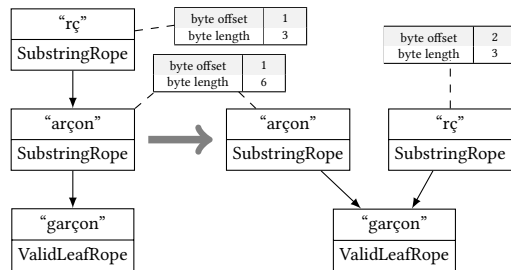 “rç”
SubstringRope
byte offset 1
byte length 3
byte offset 1
byte length 6
“arçon”
SubstringRope
“garçon”
ValidLeafRope
byte offset 2
byte length 3
“arçon”
SubstringRope
“rç”
SubstringRope
“garçon”
ValidLeafRope